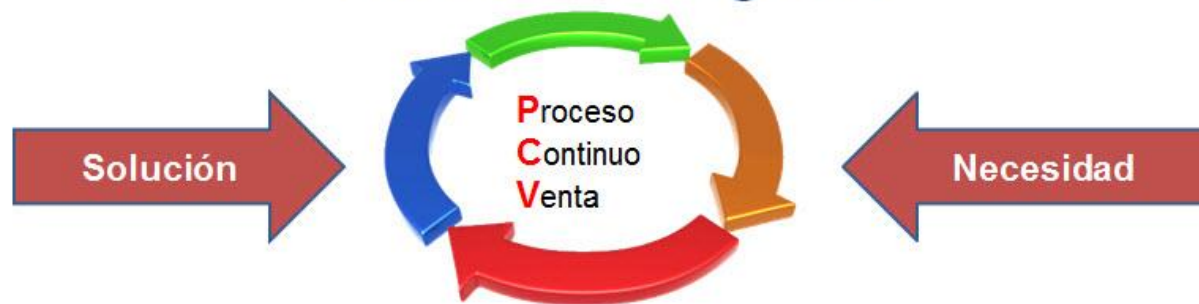 Solución
Proceso
Continuo
Venta
Necesidad